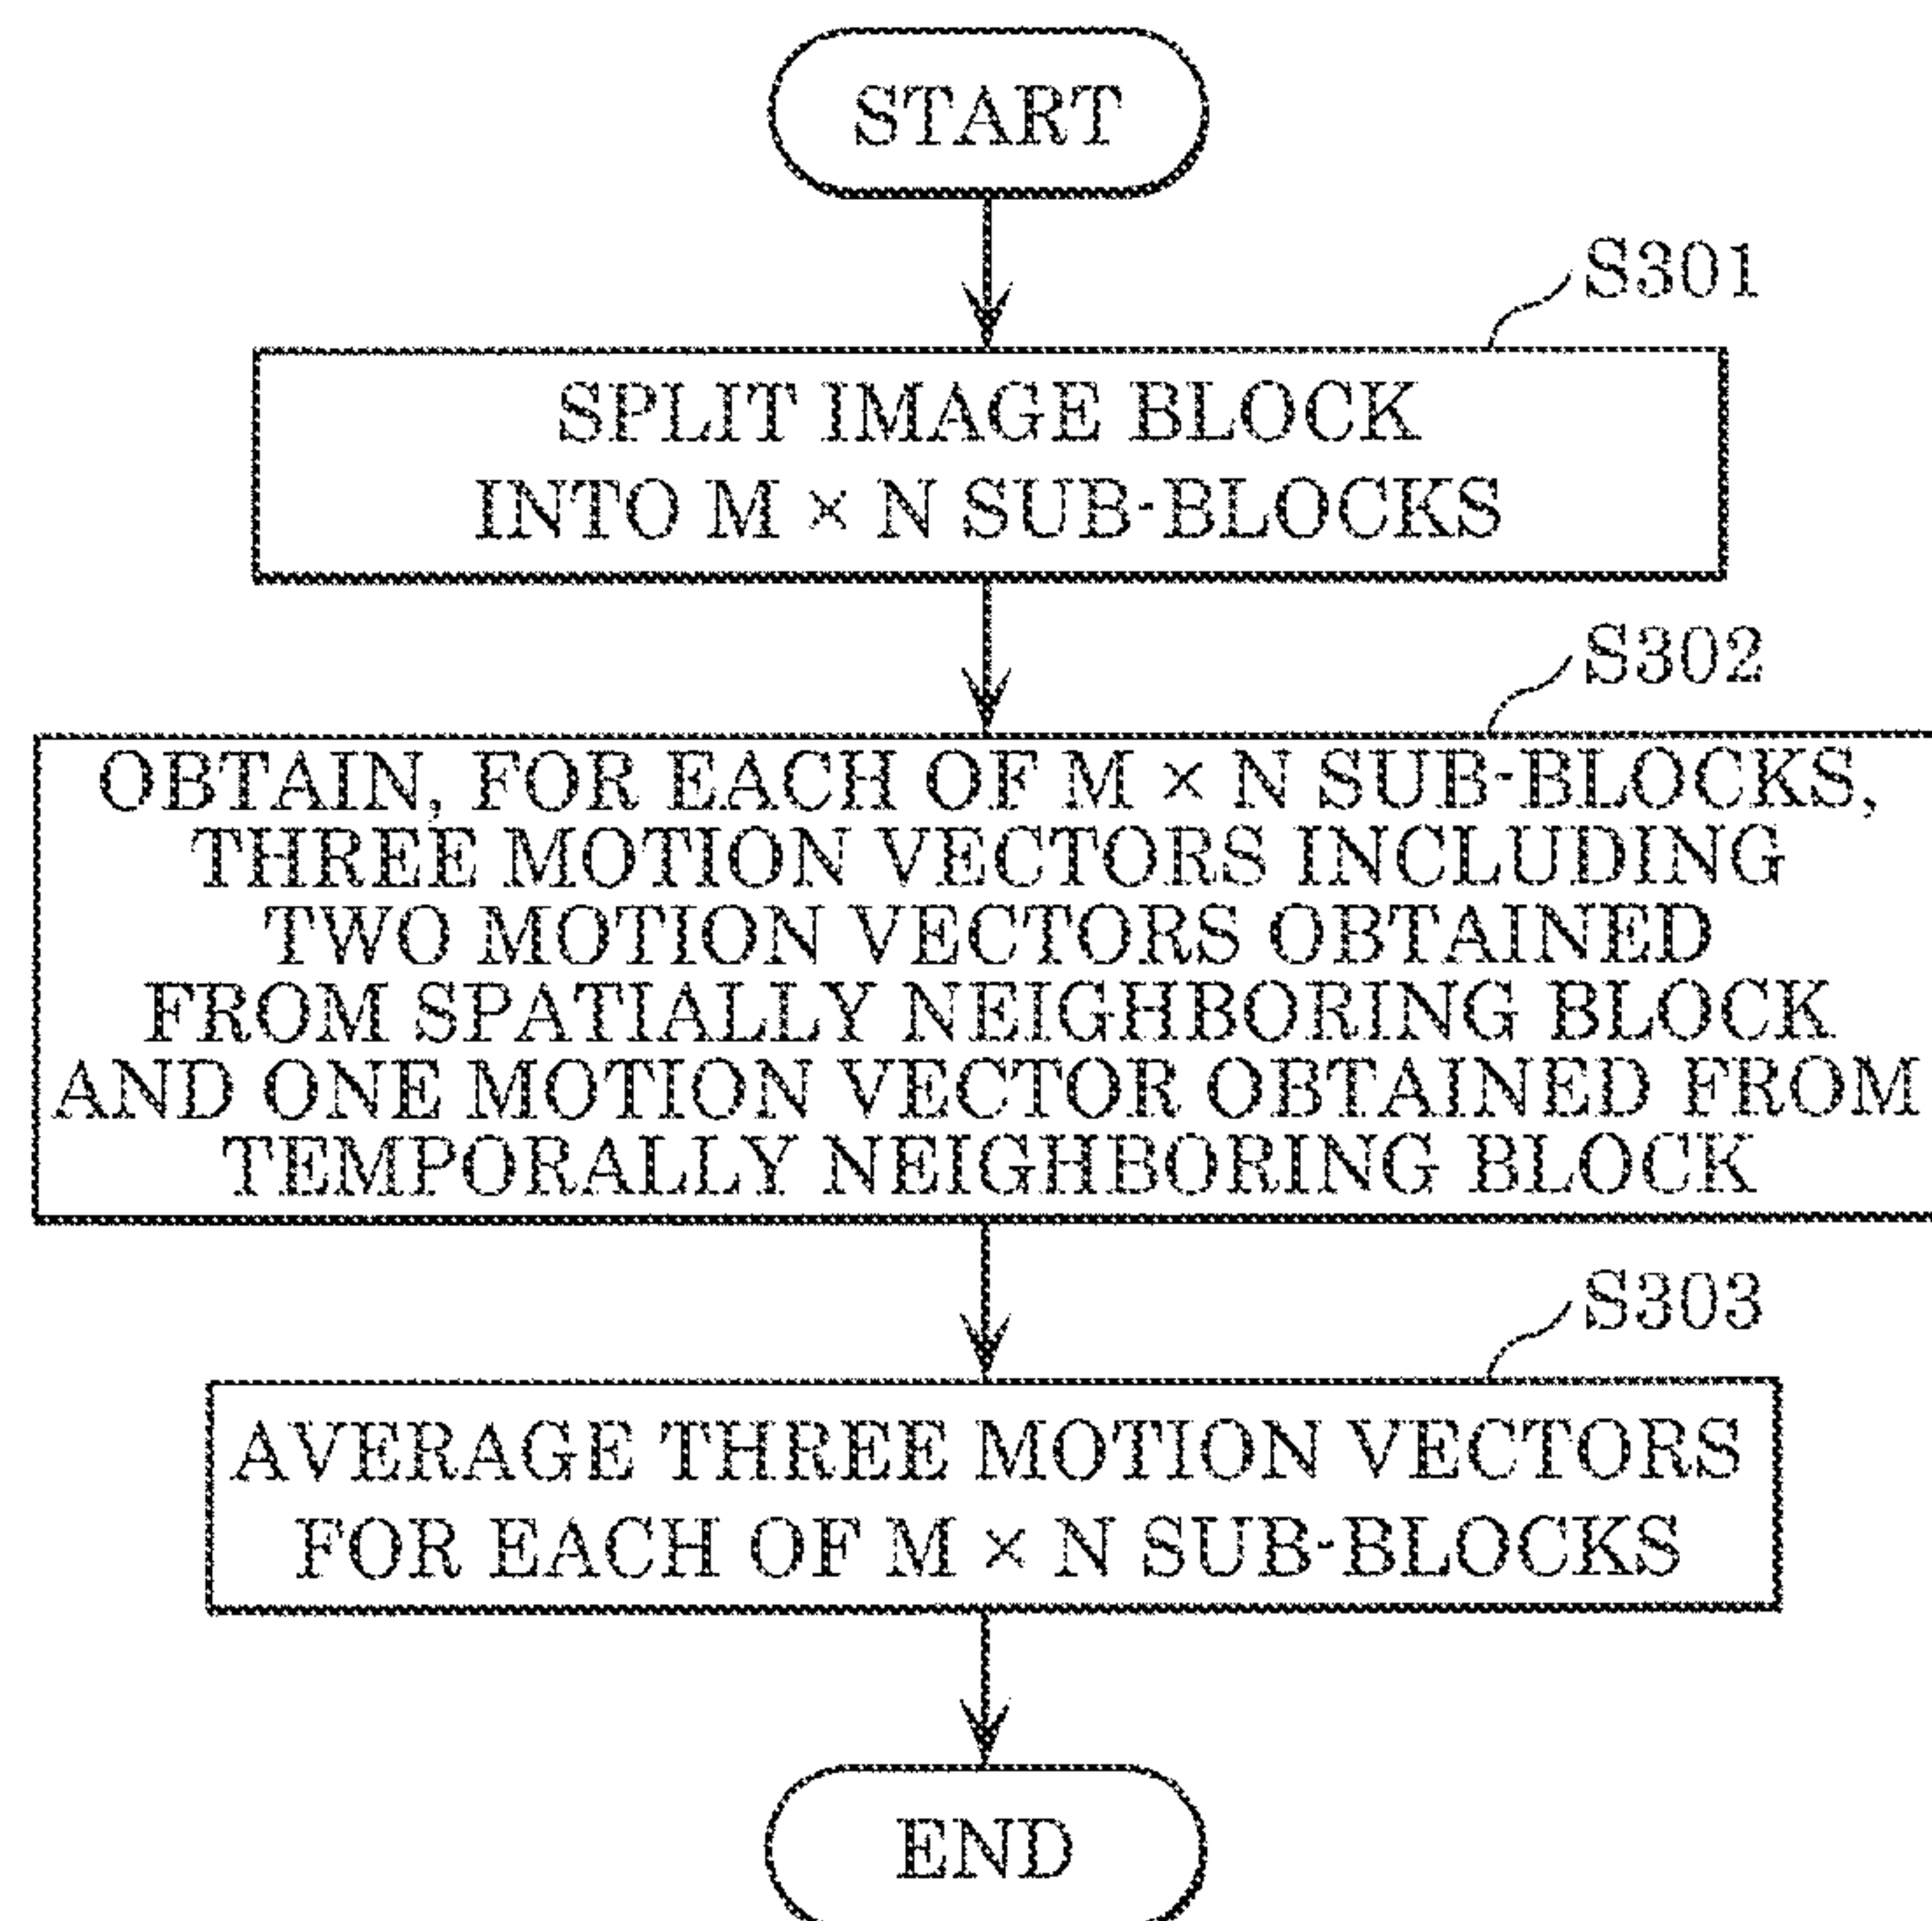 START
S301
SPLIT IMAGE BLOCK
INTO M × N SUB-BLOCKS
S302
OBTAIN, FOR EACH OF M × N SUB-BLOCKS,
THREE MOTION VECTORS INCLUDING
TWO MOTION VECTORS OBTAINED
FROM SPATIALLY NEIGHBORING BLOCK
AND ONE MOTION VECTOR OBTAINED FROM
TEMPORALLY NEIGHBORING BLOCK
S303
AVERAGE THREE MOTION VECTORS
FOR EACH OF M × N SUB-BLOCKS
END